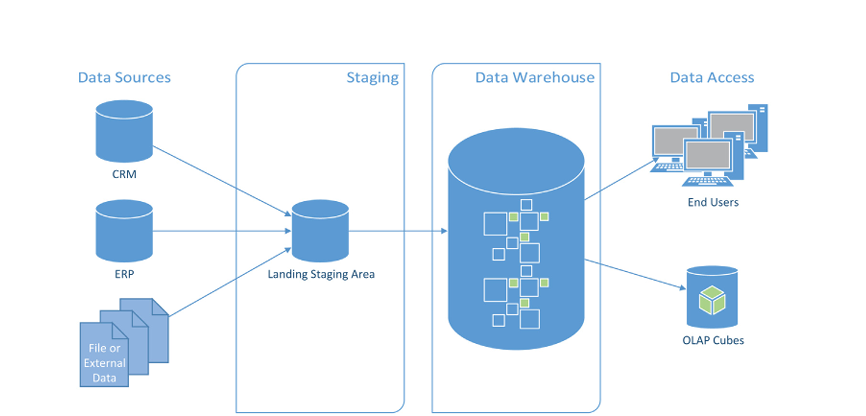 Data Sources
Staging
Data Warehouse
Data Access
CRM
End Users
ERP
Landing Staging Area
OLAP Cubes
File or
External
Data